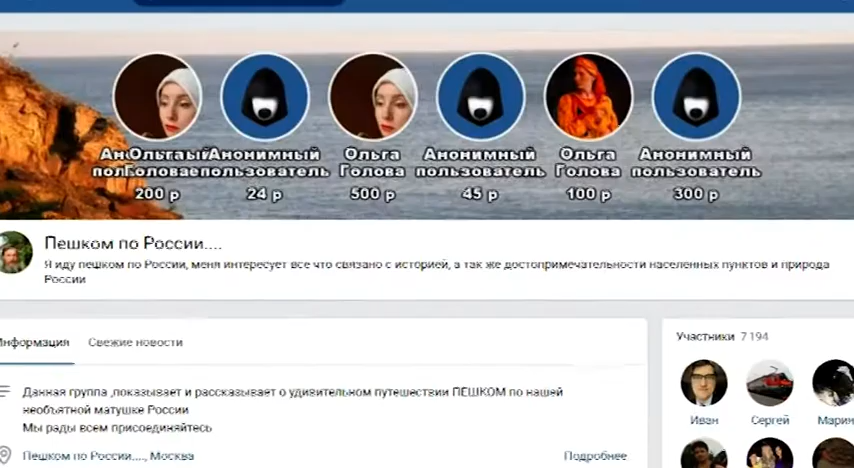 Ольга
Голова
200 р
Анонимный
пользователь
24 р
Ольга
Голова
500 р
Анонимный
пользователь
45 р
Ольга
Голова
100 р
Анонимный
пользователь
300 р
Пешком по России....
Я иду пешком по России, меня интересует все что связано с историей, а так же достопримечательности населенных пунктов и природа
России
Информация
Свежие новости
Данная группа ,показывает и рассказывает о удивительном путешествии ПЕШКОМ по нашей
необъятной матушке России
Мы рады всем присоединяйтесь
Пешком по России...., Москва
Подробнее
Участники 7 194
Иван
Сергей
Мария